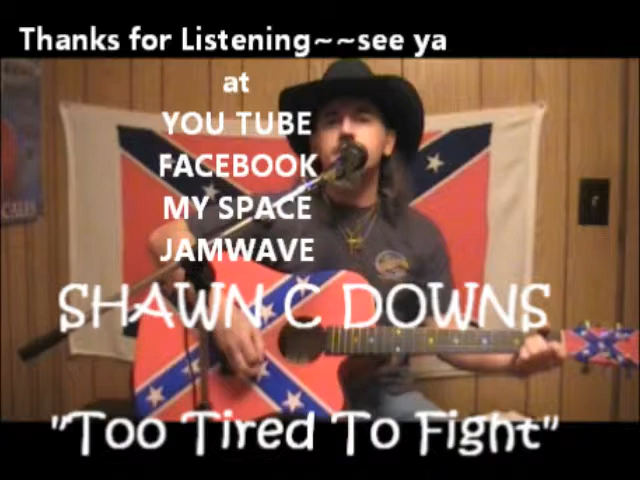 Thanks for Listening~~see ya
at
YOU TUBE
FACEBOOK
MY SPACE
JAMWAVE
SHAWN C DOWNS
"Too Tired To Fight"